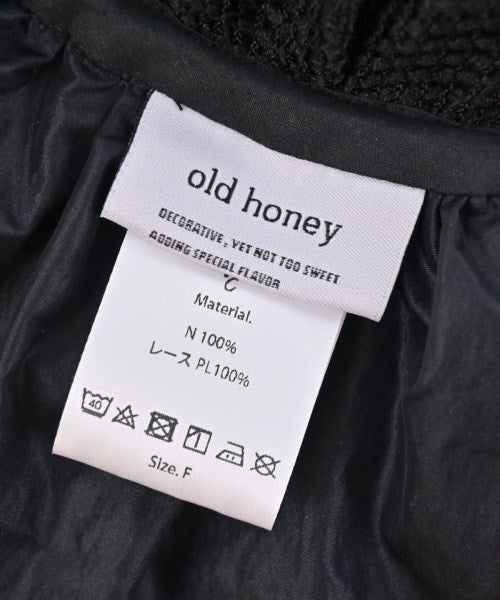 old honey
DECORATIVE, YET NOT TOO SWEET
ADDING SPECIAL FLAVOR
Material.
N 100%
レース PL100%
40
Size. F